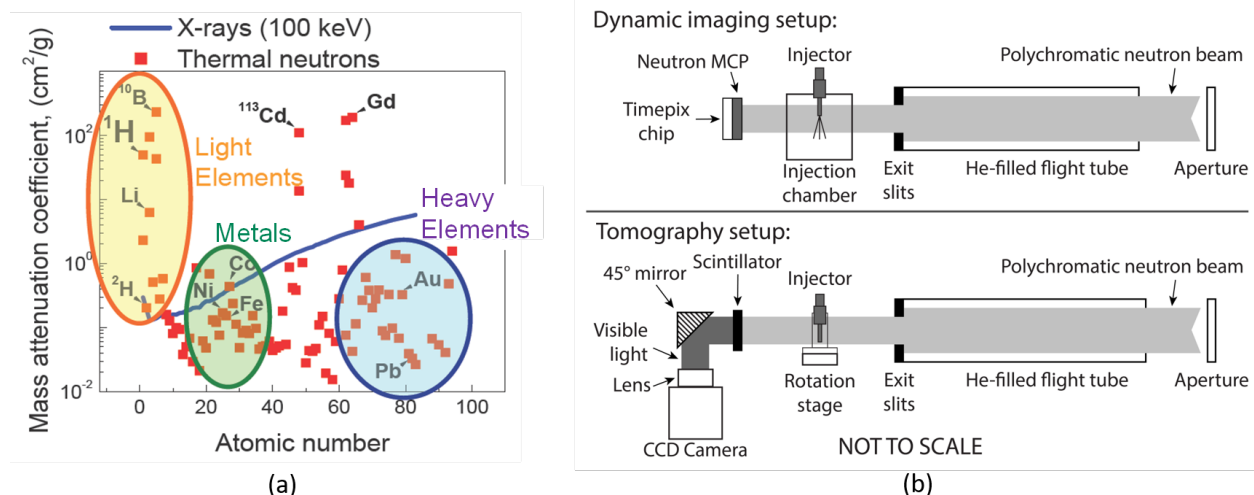 X-rays (100 keV)
Thermal neutrons
Mass attenuation coefficient, (cm²/g)
10²
10⁰
10⁻²
¹⁰B
¹H
Li
²H
Light
Elements
¹¹³Cd
Gd
Metals
Co
Ni
Fe
Heavy
Elements
Au
Pb
0
20
40
60
80
100
Atomic number
(a)
Dynamic imaging setup:
Neutron MCP
Injector
Polychromatic neutron beam
Timepix
chip
Injection
chamber
Exit
slits
He-filled flight tube
Aperture
Tomography setup:
45° mirror
Scintillator
Injector
Polychromatic neutron beam
Visible
light
Lens
Rotation
stage
Exit
slits
He-filled flight tube
Aperture
CCD Camera
NOT TO SCALE
(b)